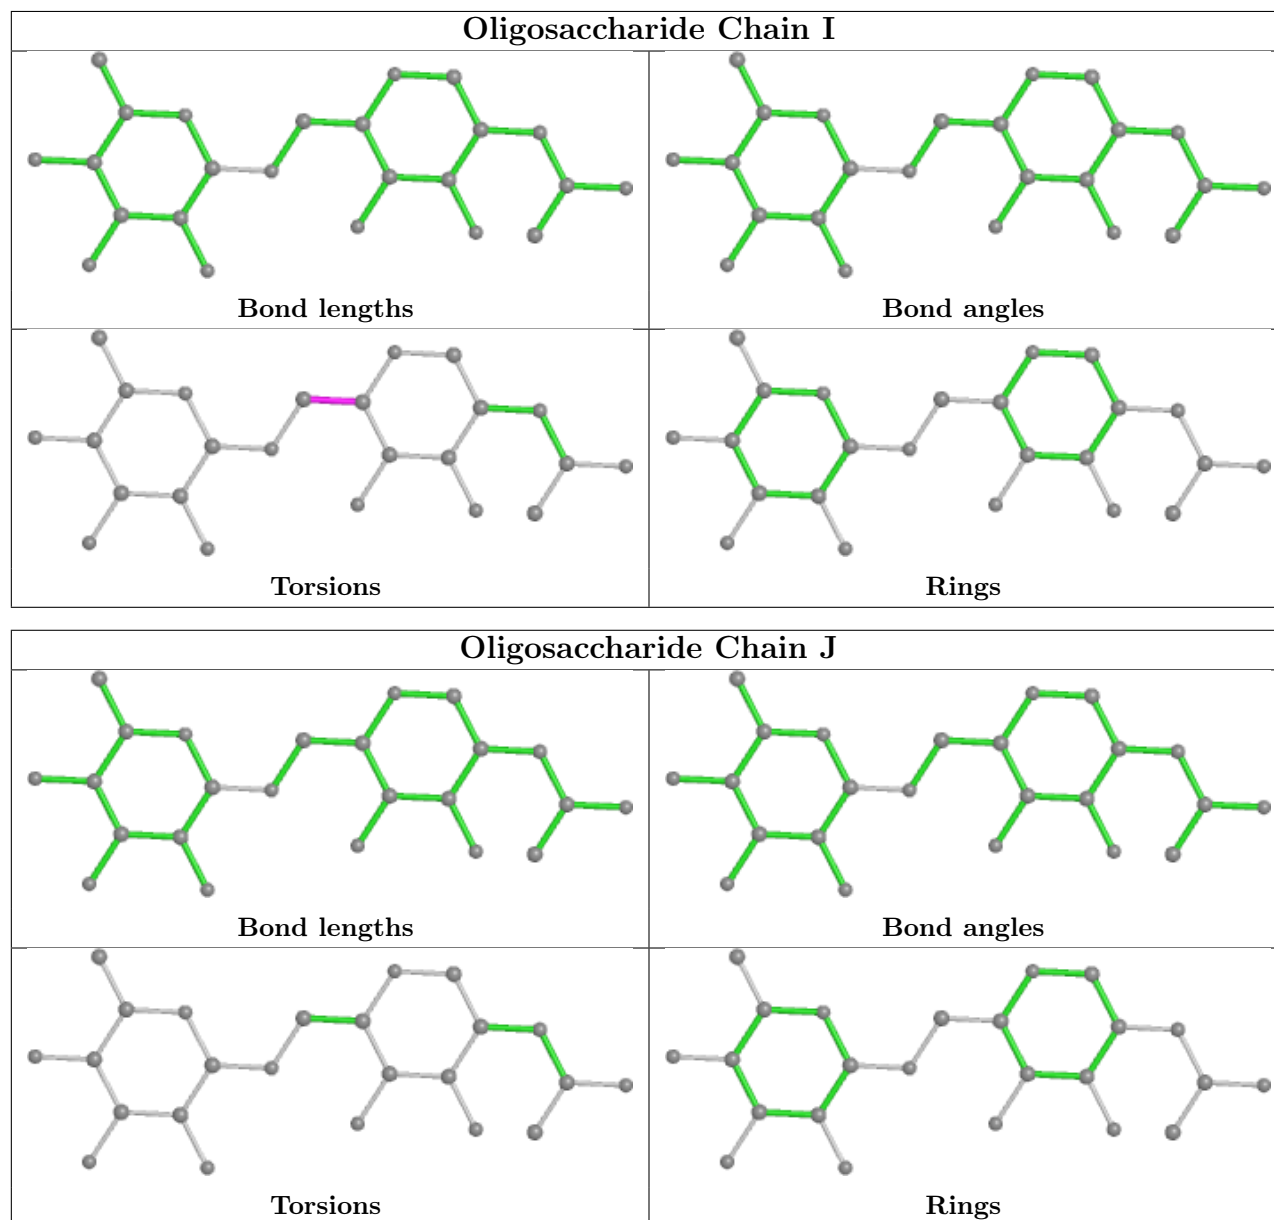 Oligosaccharide Chain I
Bond lengths
Bond angles
Torsions
Rings
Oligosaccharide Chain J
Bond lengths
Bond angles
Torsions
Rings